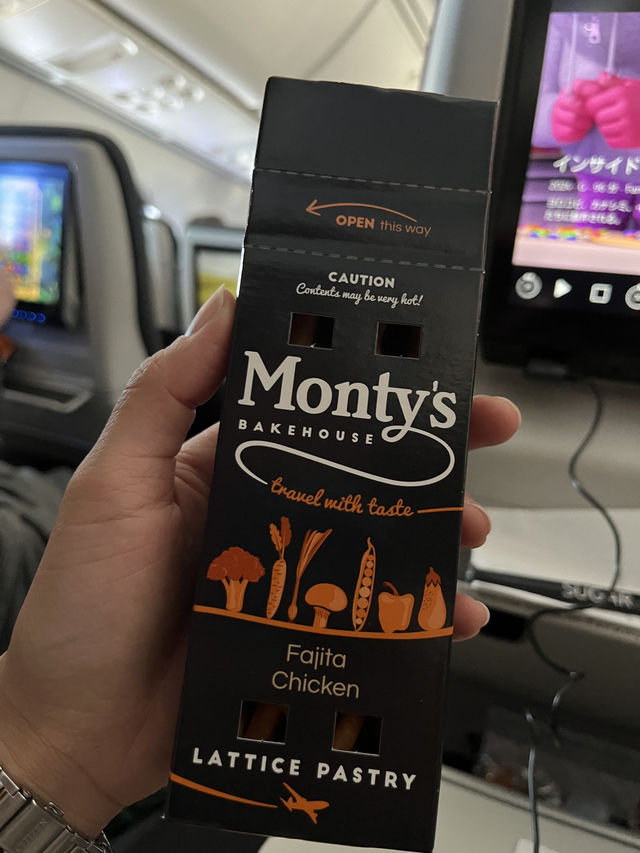 OPEN this way
CAUTION
Contents may be very hot!
Monty's
BAKEHOUSE
travel with taste
Fajita
Chicken
LATTICE PASTRY
インサイド
SUGAR